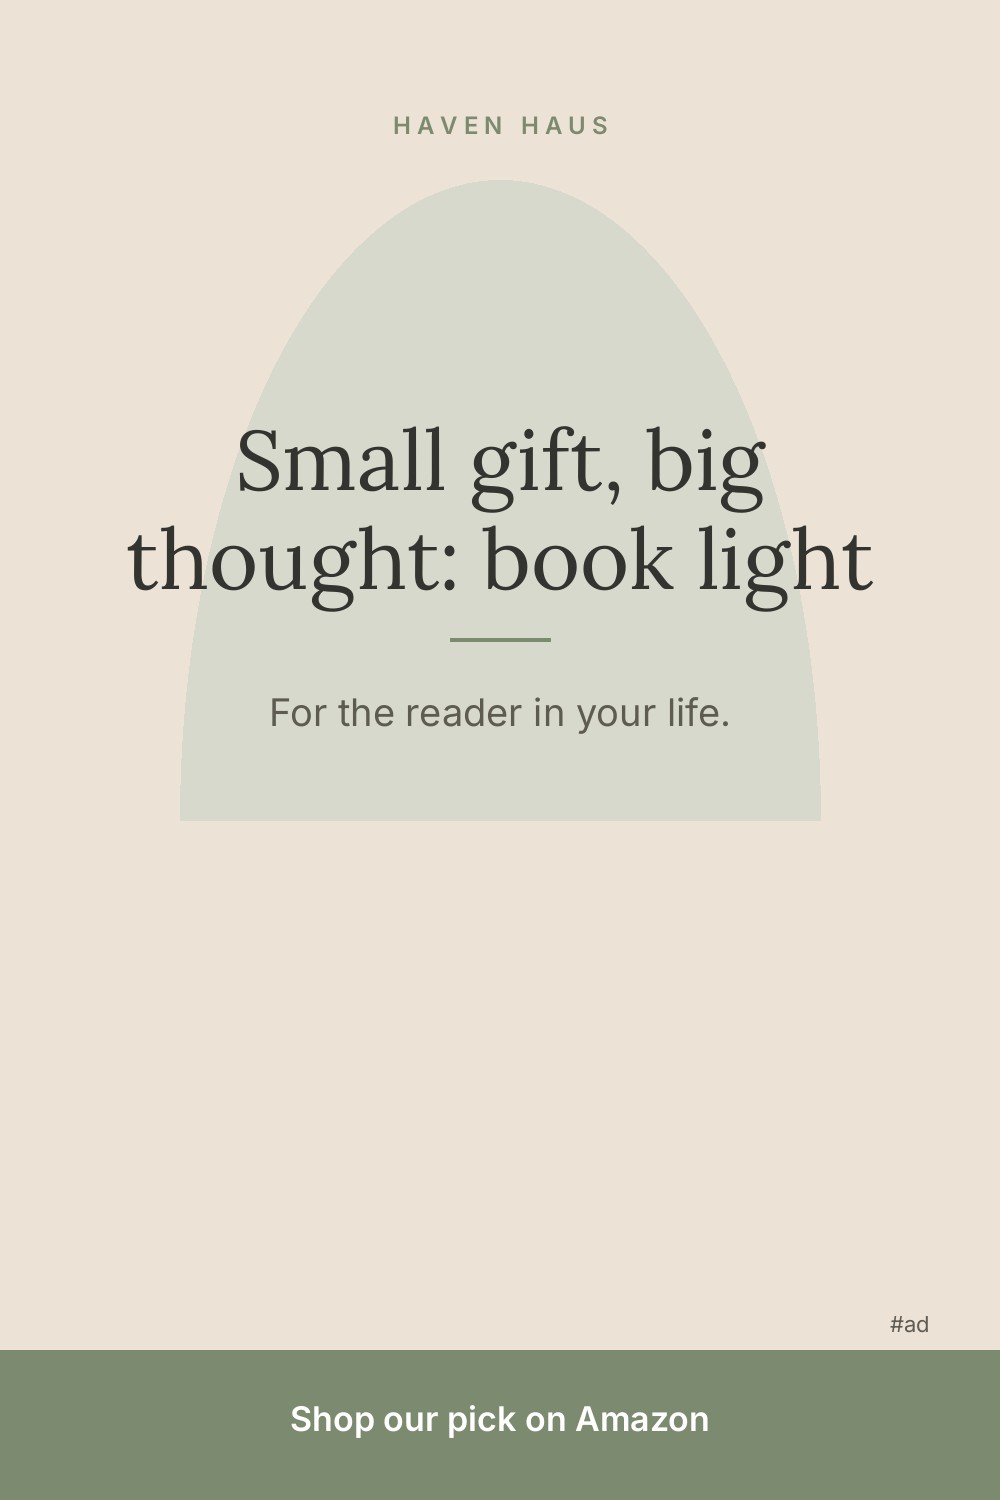 HAVEN HAUS
Small gift, big
thought: book light
For the reader in your life.
#ad
Shop our pick on Amazon